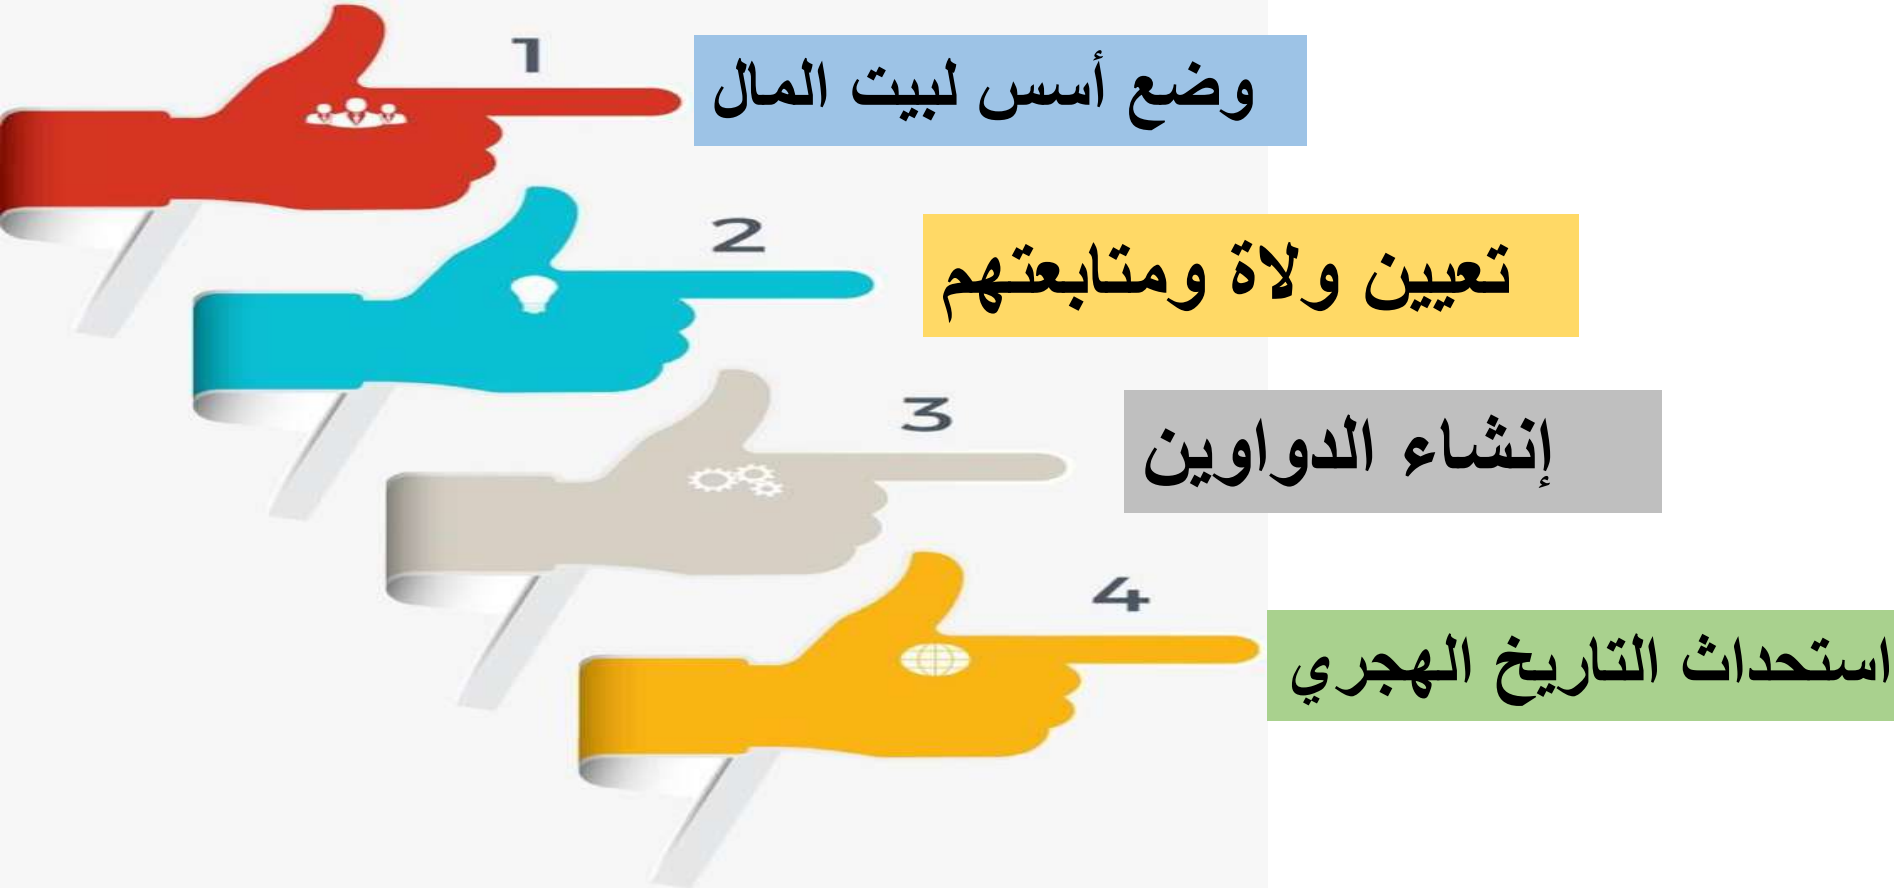 1
وضع أسس لبيت المال
2
تعيين ولاة ومتابعتهم
3
إنشاء الدواوين
4
استحداث التاريخ الهجري